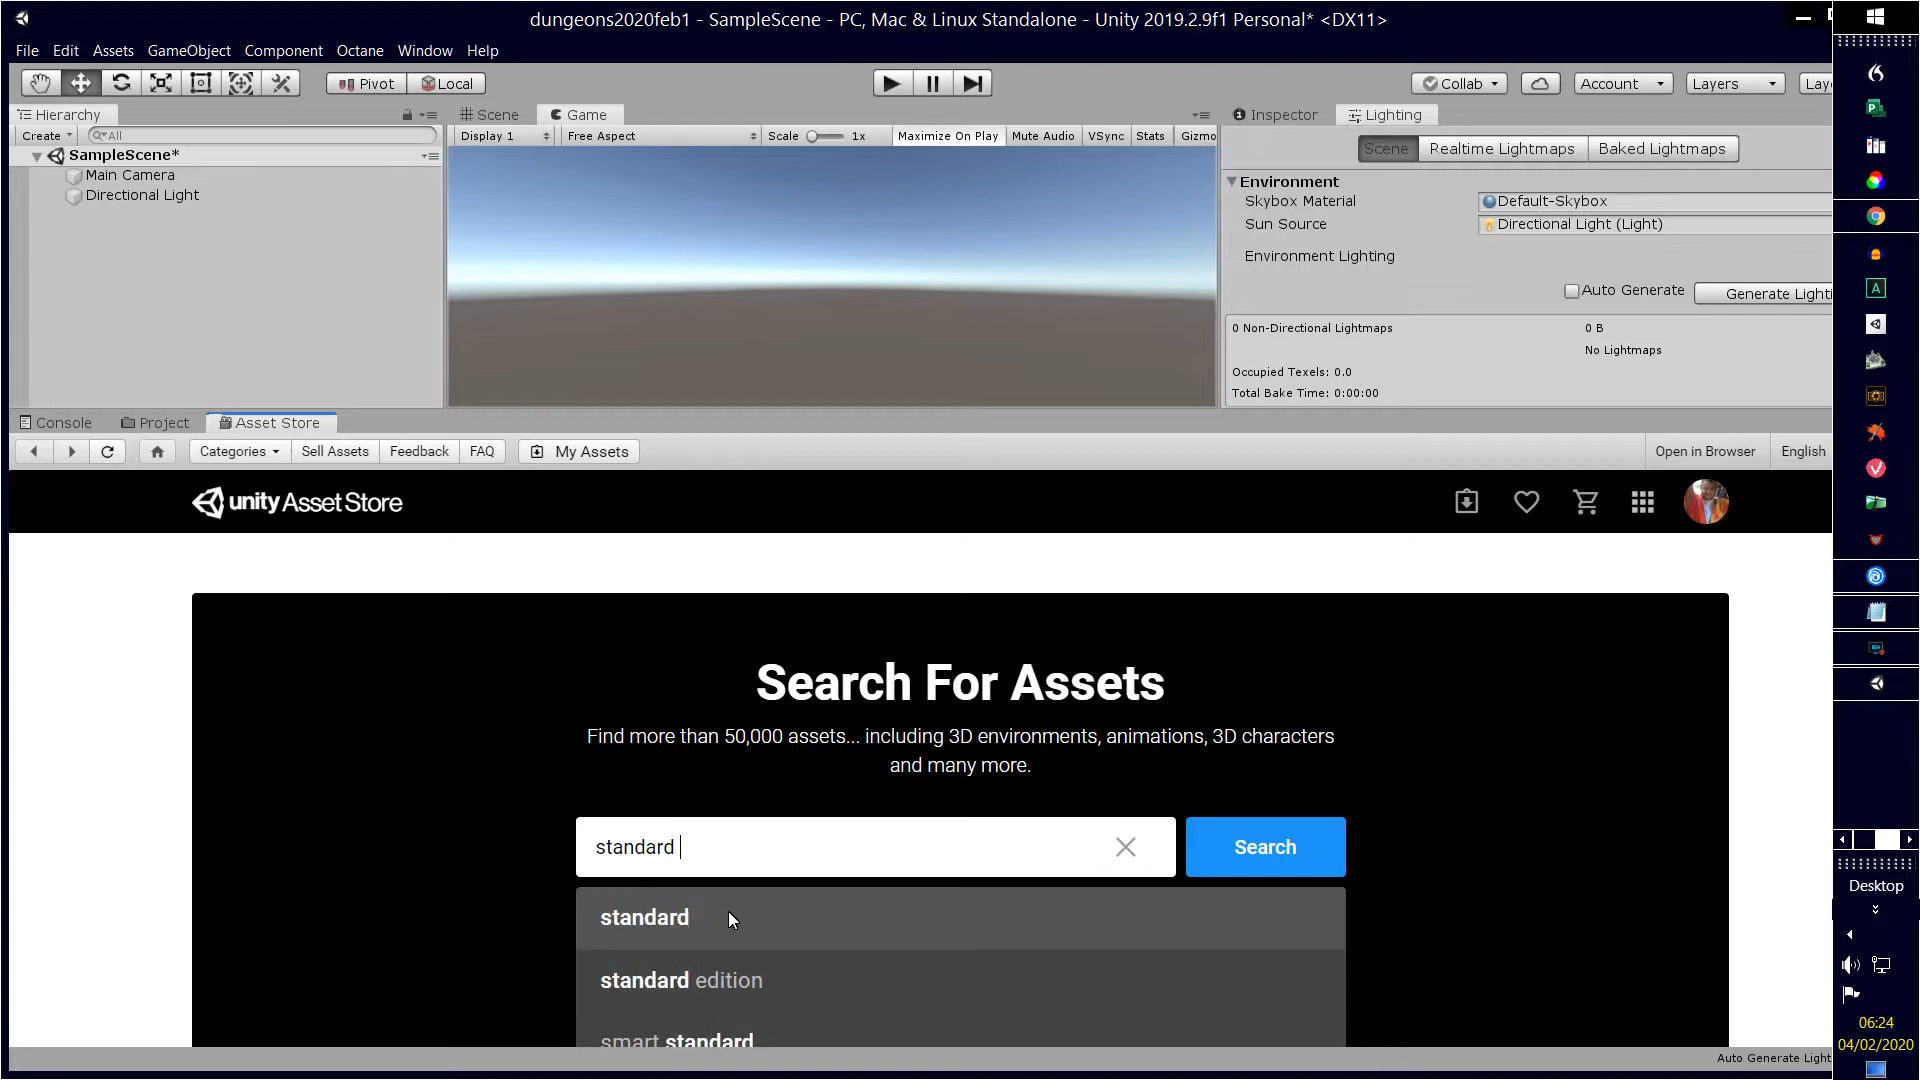 dungeons2020feb1 - SampleScene - PC, Mac & Linux Standalone - Unity 2019.2.9f1 Personal* <DX11>
File Edit Assets GameObject Component Octane Window Help
Pivot Local Collab Account Layers Lay
Hierarchy Scene Game Inspector Lighting
Create All Display 1 Free Aspect Scale 1x Maximize On Play Mute Audio VSync Stats Gizmo
Scene Realtime Lightmaps Baked Lightmaps
SampleScene*
Main Camera
Directional Light
Environment
Skybox Material Default-Skybox
Sun Source Directional Light (Light)
Environment Lighting
Auto Generate Generate Lighti
0 Non-Directional Lightmaps 0 B
No Lightmaps
Occupied Texels: 0.0
Total Bake Time: 0:00:00
Console Project Asset Store
Categories Sell Assets Feedback FAQ My Assets Open in Browser English
unity Asset Store
Search For Assets
Find more than 50,000 assets... including 3D environments, animations, 3D characters
and many more.
standard Search
standard
standard edition
smart standard
Auto Generate Light
Desktop
06:24
04/02/2020